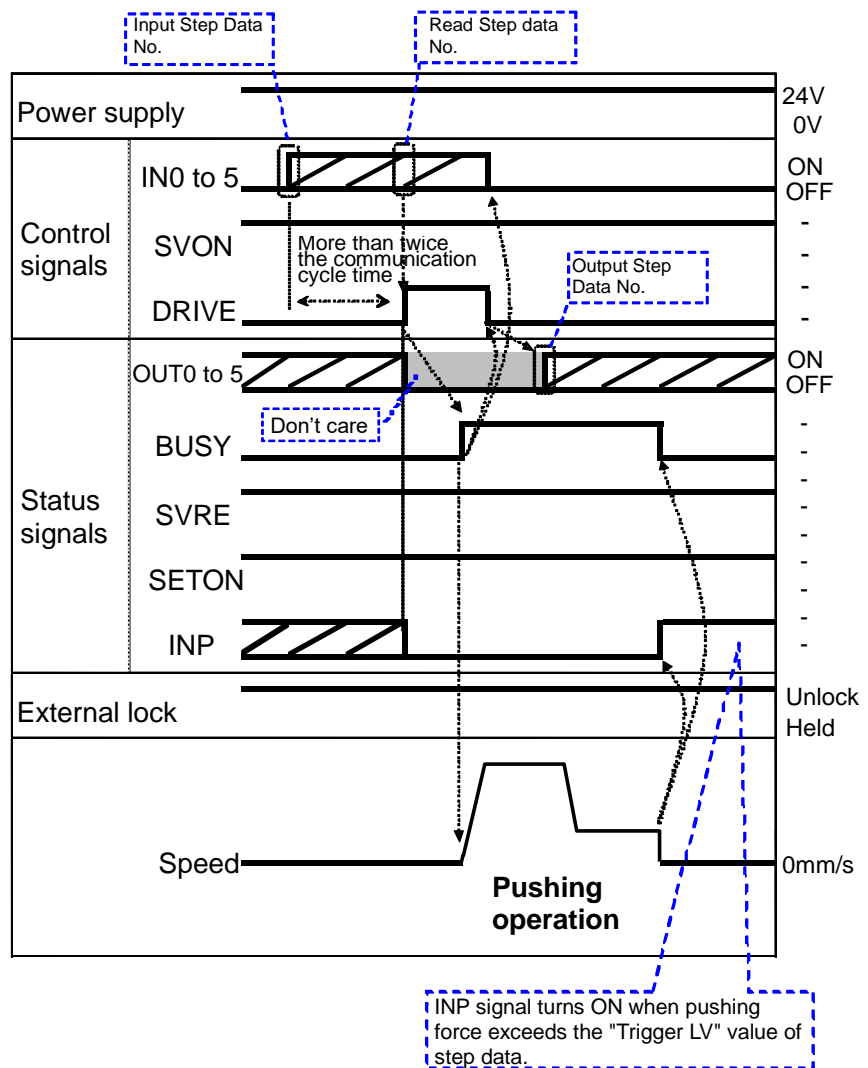 Input Step Data
No.
Read Step data
No.
Power supply
24V
0V
Control
signals
IN0 to 5
ON
OFF
SVON
-
-
More than twice
the communication
cycle time
Output Step
Data No.
DRIVE
-
-
Status
signals
OUT0 to 5
ON
OFF
Don't care
BUSY
-
-
SVRE
-
-
SETON
-
-
INP
-
-
External lock
Unlock
Held
Speed
0mm/s
Pushing
operation
INP signal turns ON when pushing
force exceeds the "Trigger LV" value of
step data.